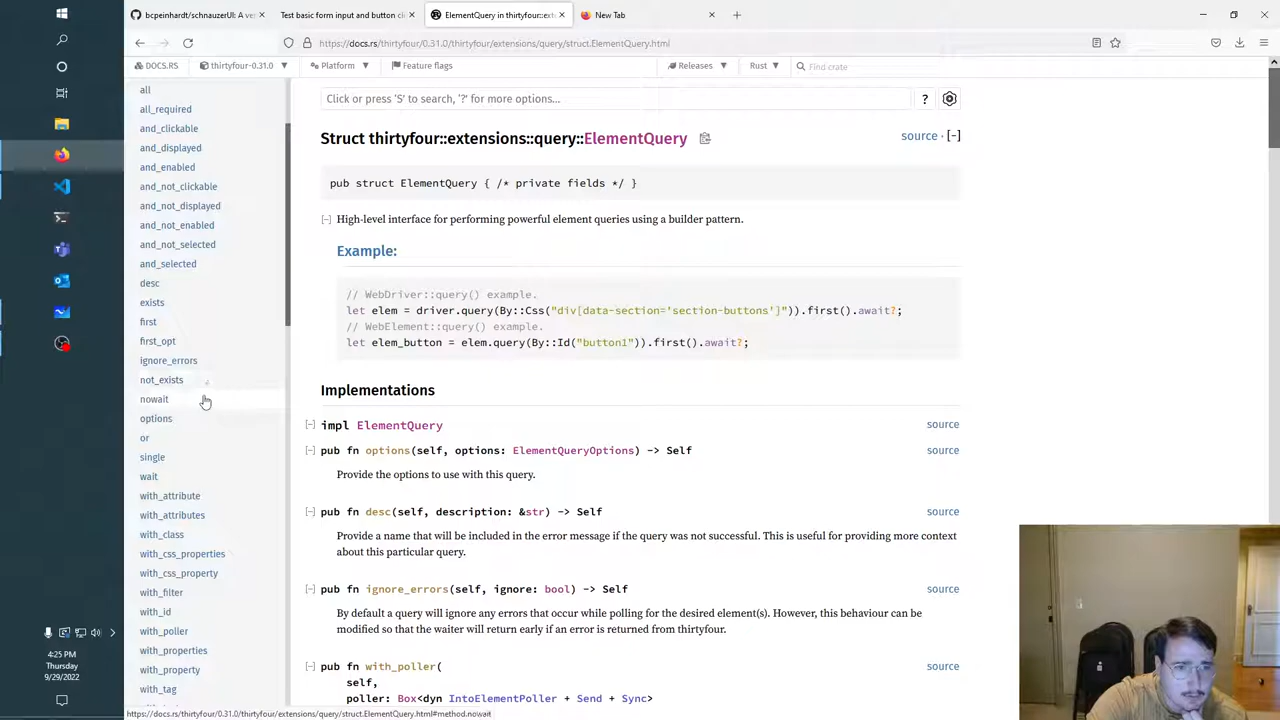 bcpeinhardt/schnauzerUI: A ver
Test basic form input and button cli
ElementQuery in thirtyfour::exte
New Tab
https://docs.rs/thirtyfour/0.31.0/thirtyfour/extensions/query/struct.ElementQuery.html
DOCS.RS
thirtyfour-0.31.0
Platform
Feature flags
Releases
Rust
Find crate
all
all_required
and_clickable
and_displayed
and_enabled
and_not_clickable
and_not_displayed
and_not_enabled
and_not_selected
and_selected
desc
exists
first
first_opt
ignore_errors
not_exists
nowait
options
or
single
wait
with_attribute
with_attributes
with_class
with_css_properties
with_css_property
with_filter
with_id
with_poller
with_properties
with_property
with_tag
Click or press 'S' to search, '?' for more options…
?
Struct thirtyfour::extensions::query::ElementQuery
source · [-]
pub struct ElementQuery { /* private fields */ }
[-] High-level interface for performing powerful element queries using a builder pattern.
Example:
// WebDriver::query() example.
let elem = driver.query(By::Css("div[data-section='section-buttons']")).first().await?;
// WebElement::query() example.
let elem_button = elem.query(By::Id("button1")).first().await?;
Implementations
[-] impl ElementQuery source
[-] pub fn options(self, options: ElementQueryOptions) -> Self source
Provide the options to use with this query.
[-] pub fn desc(self, description: &str) -> Self source
Provide a name that will be included in the error message if the query was not successful. This is useful for providing more context
about this particular query.
[-] pub fn ignore_errors(self, ignore: bool) -> Self source
By default a query will ignore any errors that occur while polling for the desired element(s). However, this behaviour can be
modified so that the waiter will return early if an error is returned from thirtyfour.
[-] pub fn with_poller( source
self,
poller: Box<dyn IntoElementPoller + Send + Sync>
4:25 PM
Thursday
9/29/2022
https://docs.rs/thirtyfour/0.31.0/thirtyfour/extensions/query/struct.ElementQuery.html#method.nowait